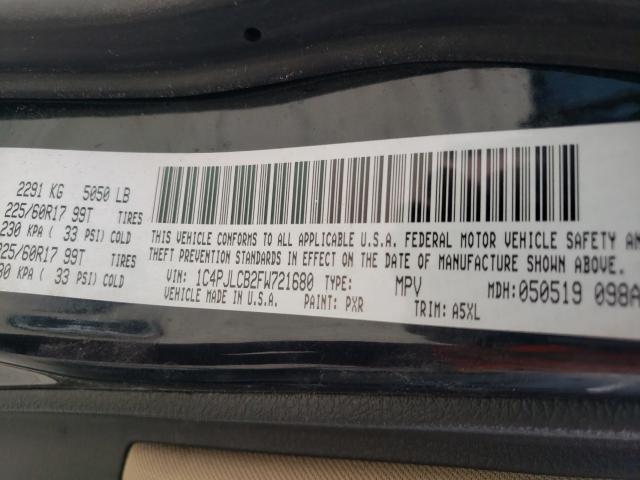 2291 KG 5050 LB
225/60R17 99T TIRES
230 KPA ( 33 PSI) COLD
225/60R17 99T TIRES
230 KPA ( 33 PSI) COLD
THIS VEHICLE CONFORMS TO ALL APPLICABLE U.S.A. FEDERAL MOTOR VEHICLE SAFETY AN
THEFT PREVENTION STANDARDS IN EFFECT ON THE DATE OF MANUFACTURE SHOWN ABOVE.
VIN: 1C4PJLCB2FW721680 TYPE: MPV MDH: 050519 098A
VEHICLE MADE IN U.S.A. PAINT: PXR TRIM: A5XL